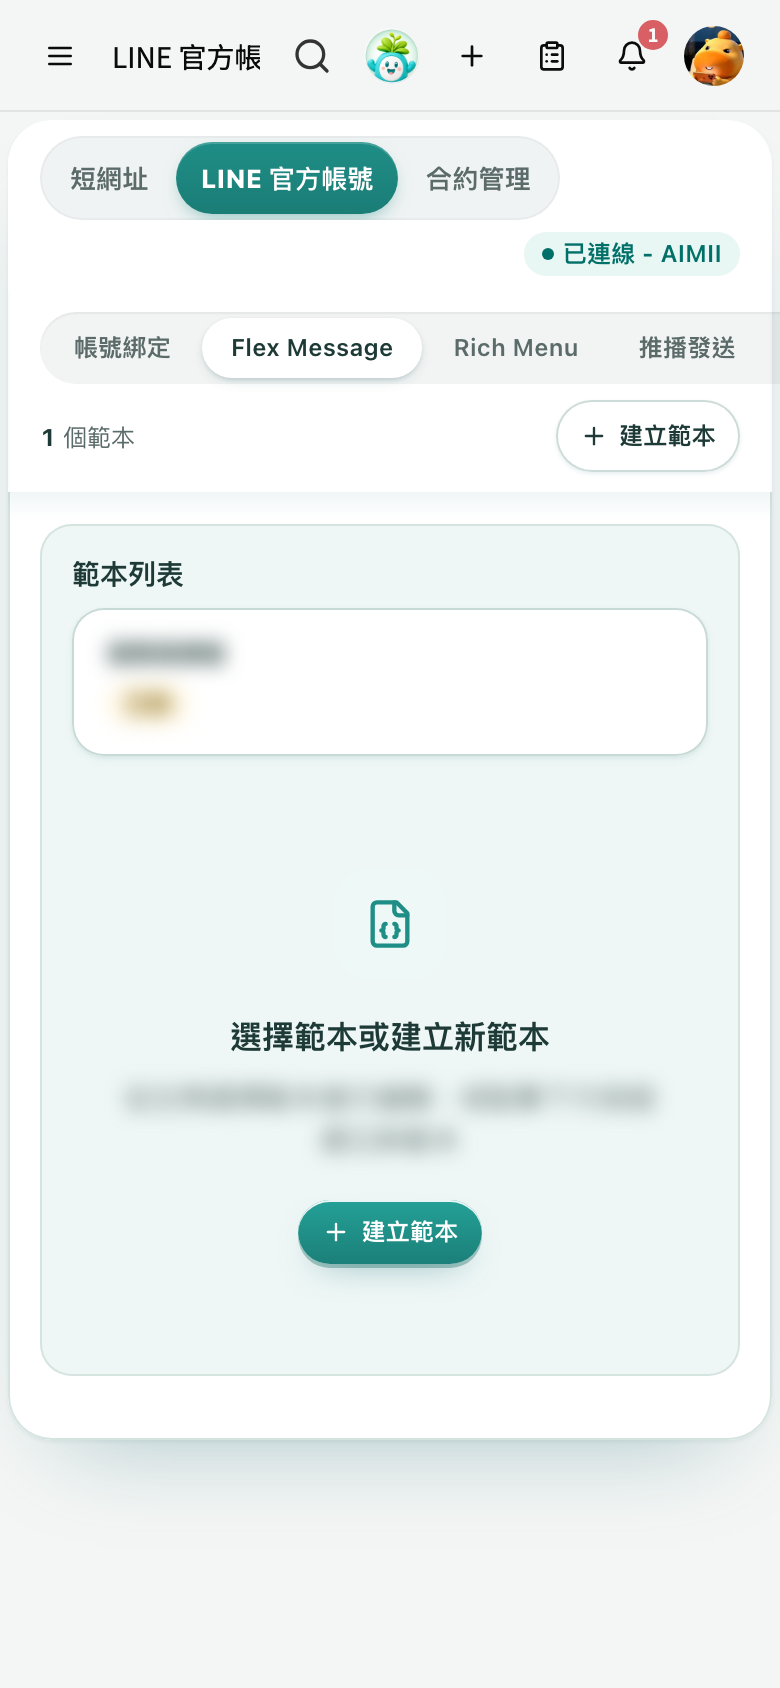 LINE 官方帳
1
短網址
LINE 官方帳號
合約管理
已連線 - AIMII
帳號綁定
Flex Message
Rich Menu
推播發送
1 個範本
建立範本
範本列表
選擇範本或建立新範本
建立範本